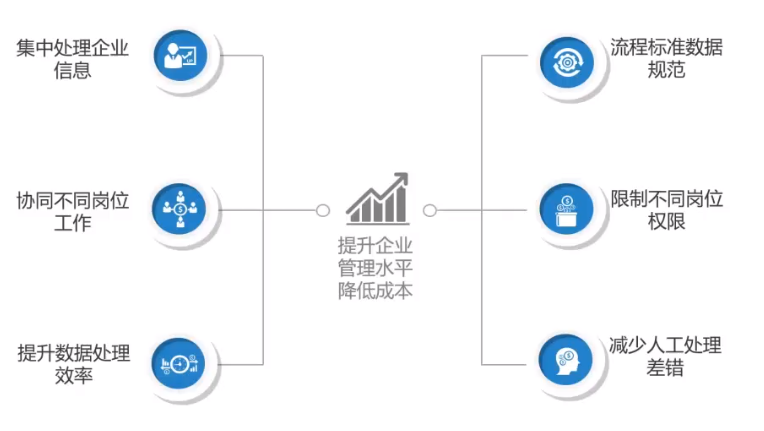 集中处理企业
信息
协同不同岗位
工作
提升数据处理
效率
提升企业
管理水平
降低成本
流程标准数据
规范
限制不同岗位
权限
减少人工处理
差错